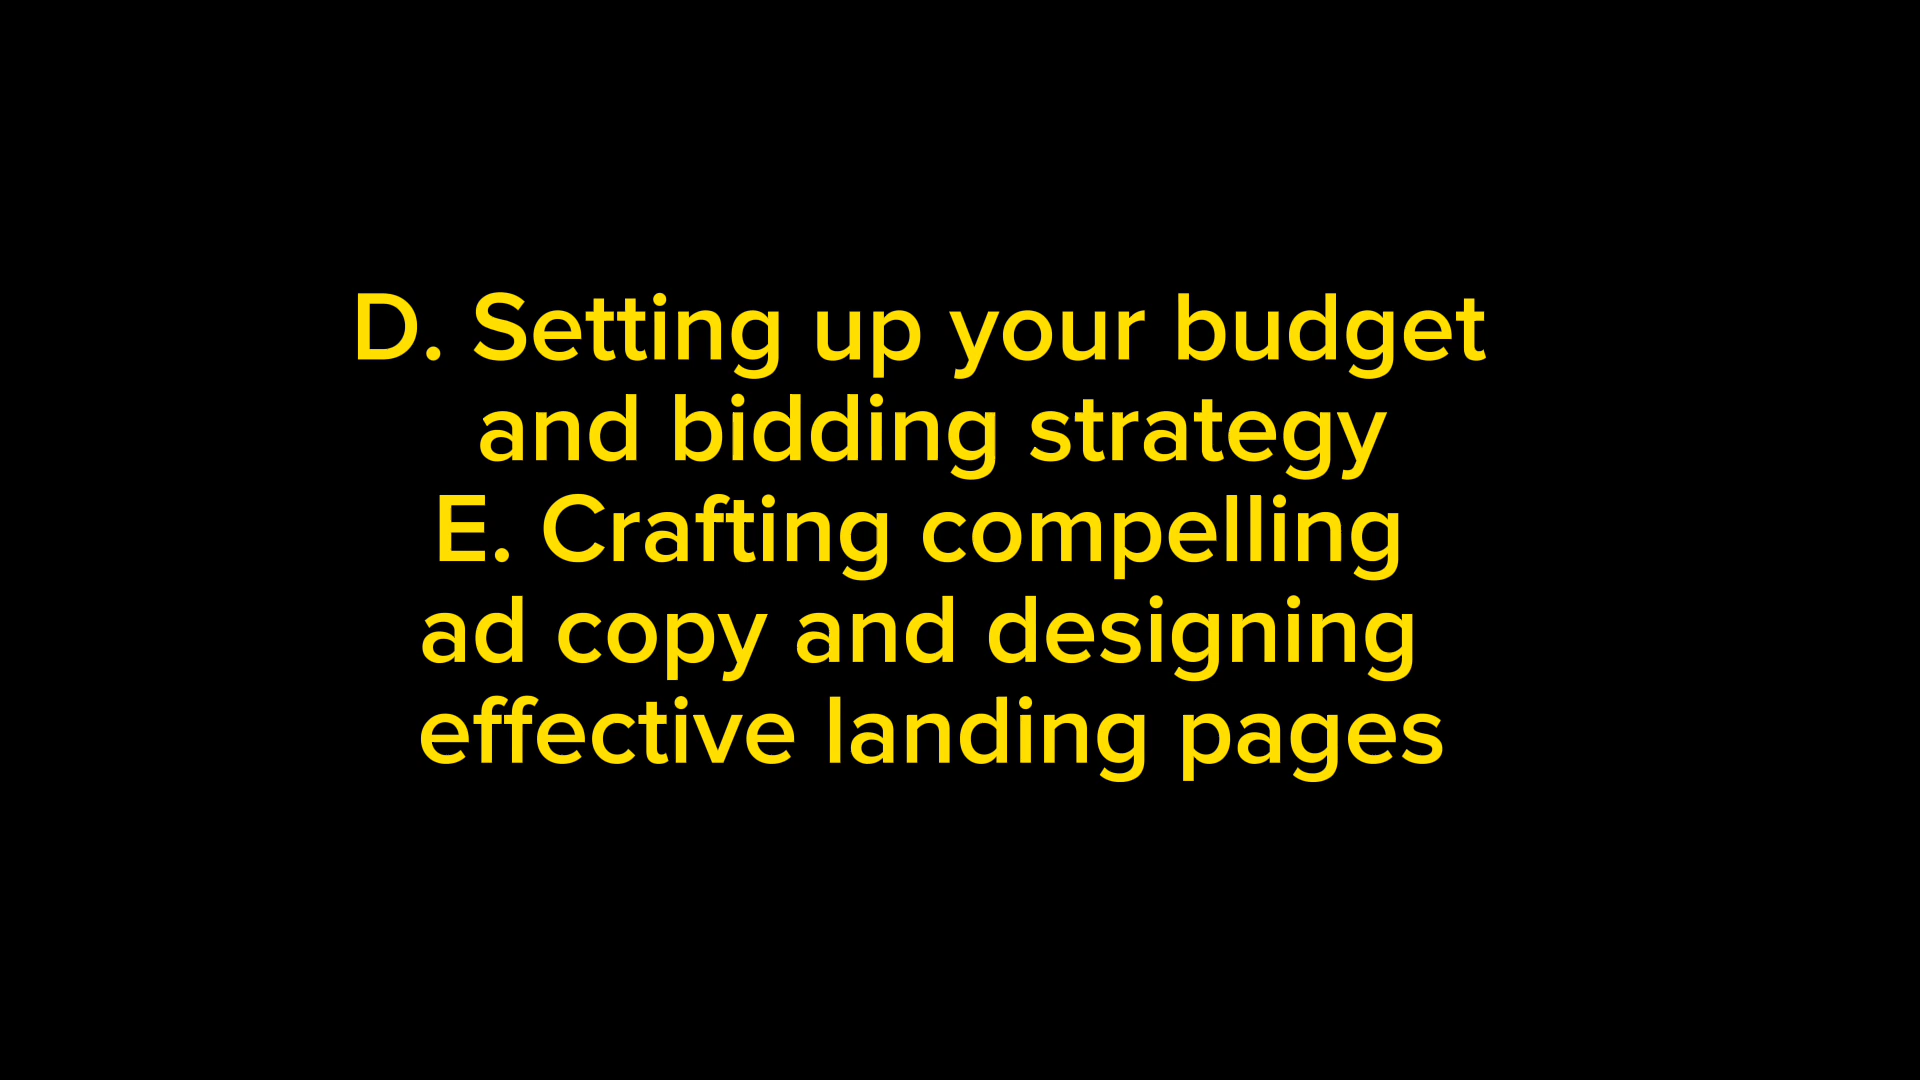 D. Setting up your budget
and bidding strategy
E. Crafting compelling
ad copy and designing
effective landing pages